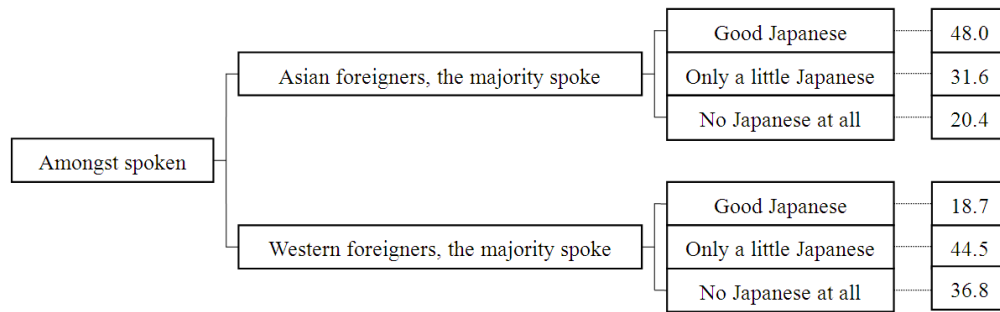 Amongst spoken
Asian foreigners, the majority spoke
Good Japanese 48.0
Only a little Japanese 31.6
No Japanese at all 20.4
Western foreigners, the majority spoke
Good Japanese 18.7
Only a little Japanese 44.5
No Japanese at all 36.8